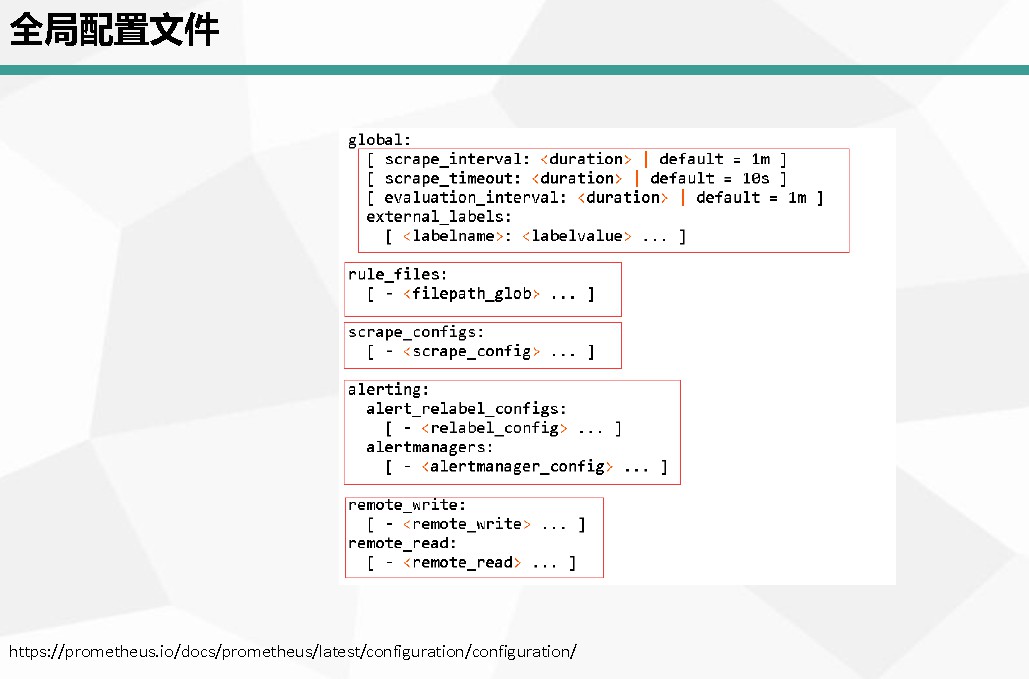 全局配置文件
global:
[ scrape_interval: <duration> | default = 1m ]
[ scrape_timeout: <duration> | default = 10s ]
[ evaluation_interval: <duration> | default = 1m ]
external_labels:
[ <labelname>: <labelvalue> ... ]
rule_files:
[ - <filepath_glob> ... ]
scrape_configs:
[ - <scrape_config> ... ]
alerting:
alert_relabel_configs:
[ - <relabel_config> ... ]
alertmanagers:
[ - <alertmanager_config> ... ]
remote_write:
[ - <remote_write> ... ]
remote_read:
[ - <remote_read> ... ]
https://prometheus.io/docs/prometheus/latest/configuration/configuration/